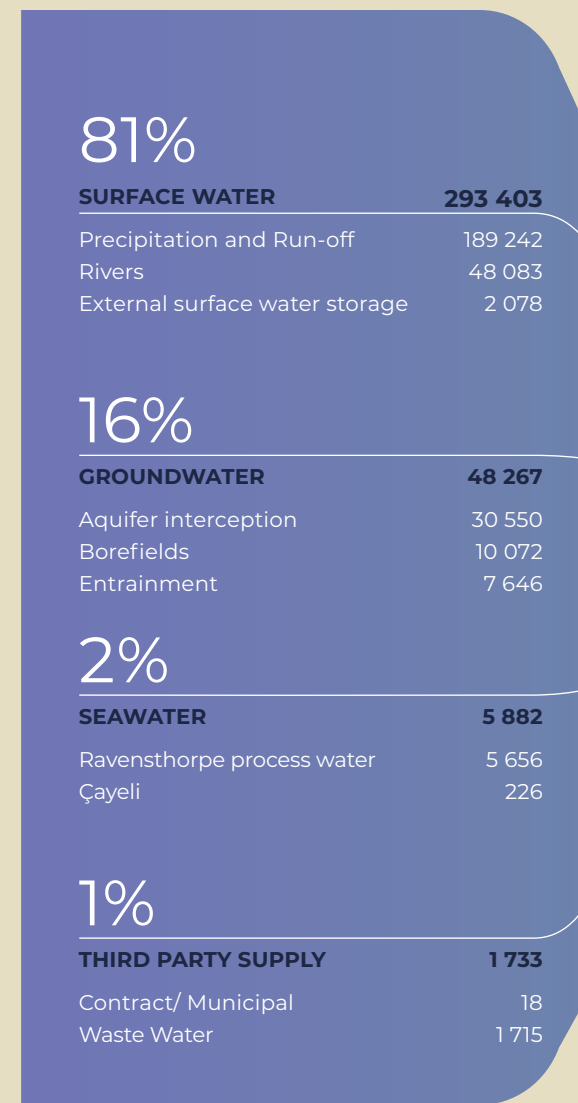 81%
SURFACE WATER 293 403
Precipitation and Run-off 189 242
Rivers 48 083
External surface water storage 2 078
16%
GROUNDWATER 48 267
Aquifer interception 30 550
Borefields 10 072
Entrainment 7 646
2%
SEAWATER 5 882
Ravensthorpe process water 5 656
Çayeli 226
1%
THIRD PARTY SUPPLY 1 733
Contract/ Municipal 18
Waste Water 1 715